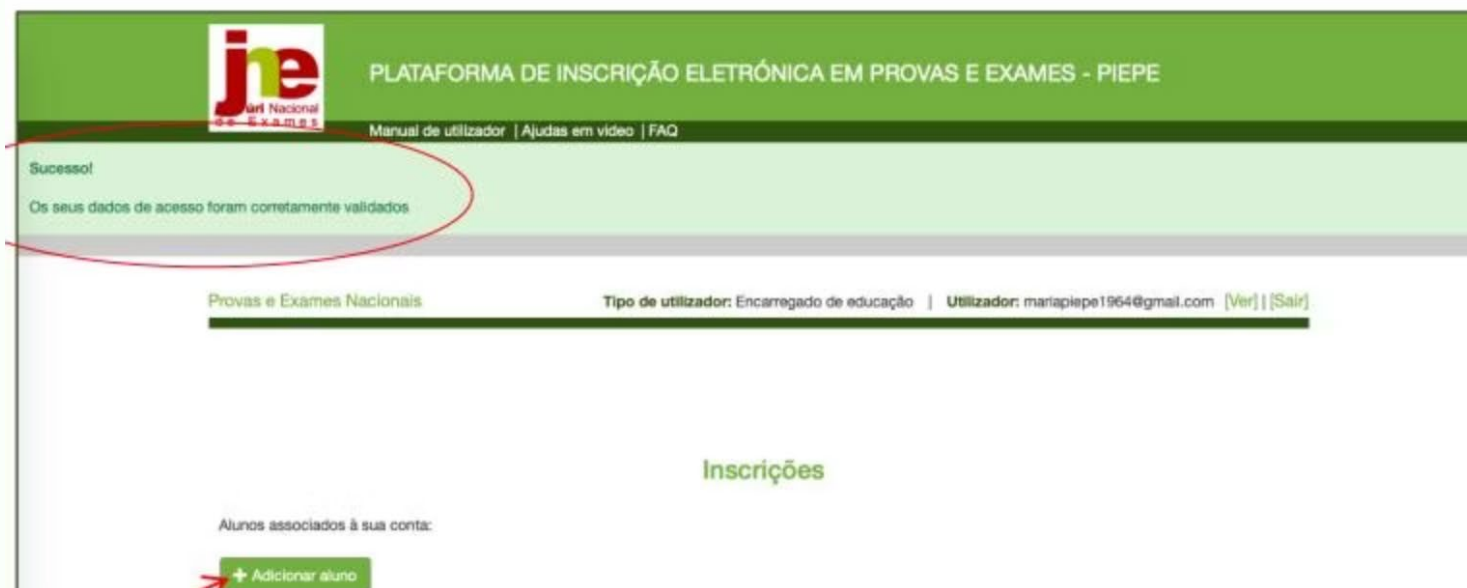 jne
Júri Nacional
de Exames
PLATAFORMA DE INSCRIÇÃO ELETRÓNICA EM PROVAS E EXAMES - PIEPE
Manual de utilizador | Ajudas em vídeo | FAQ
Sucesso!
Os seus dados de acesso foram corretamente validados
Provas e Exames Nacionais Tipo de utilizador: Encarregado de educação | Utilizador: mariapiepe1964@gmail.com [Ver] | [Sair]
Inscrições
Alunos associados à sua conta:
+ Adicionar aluno